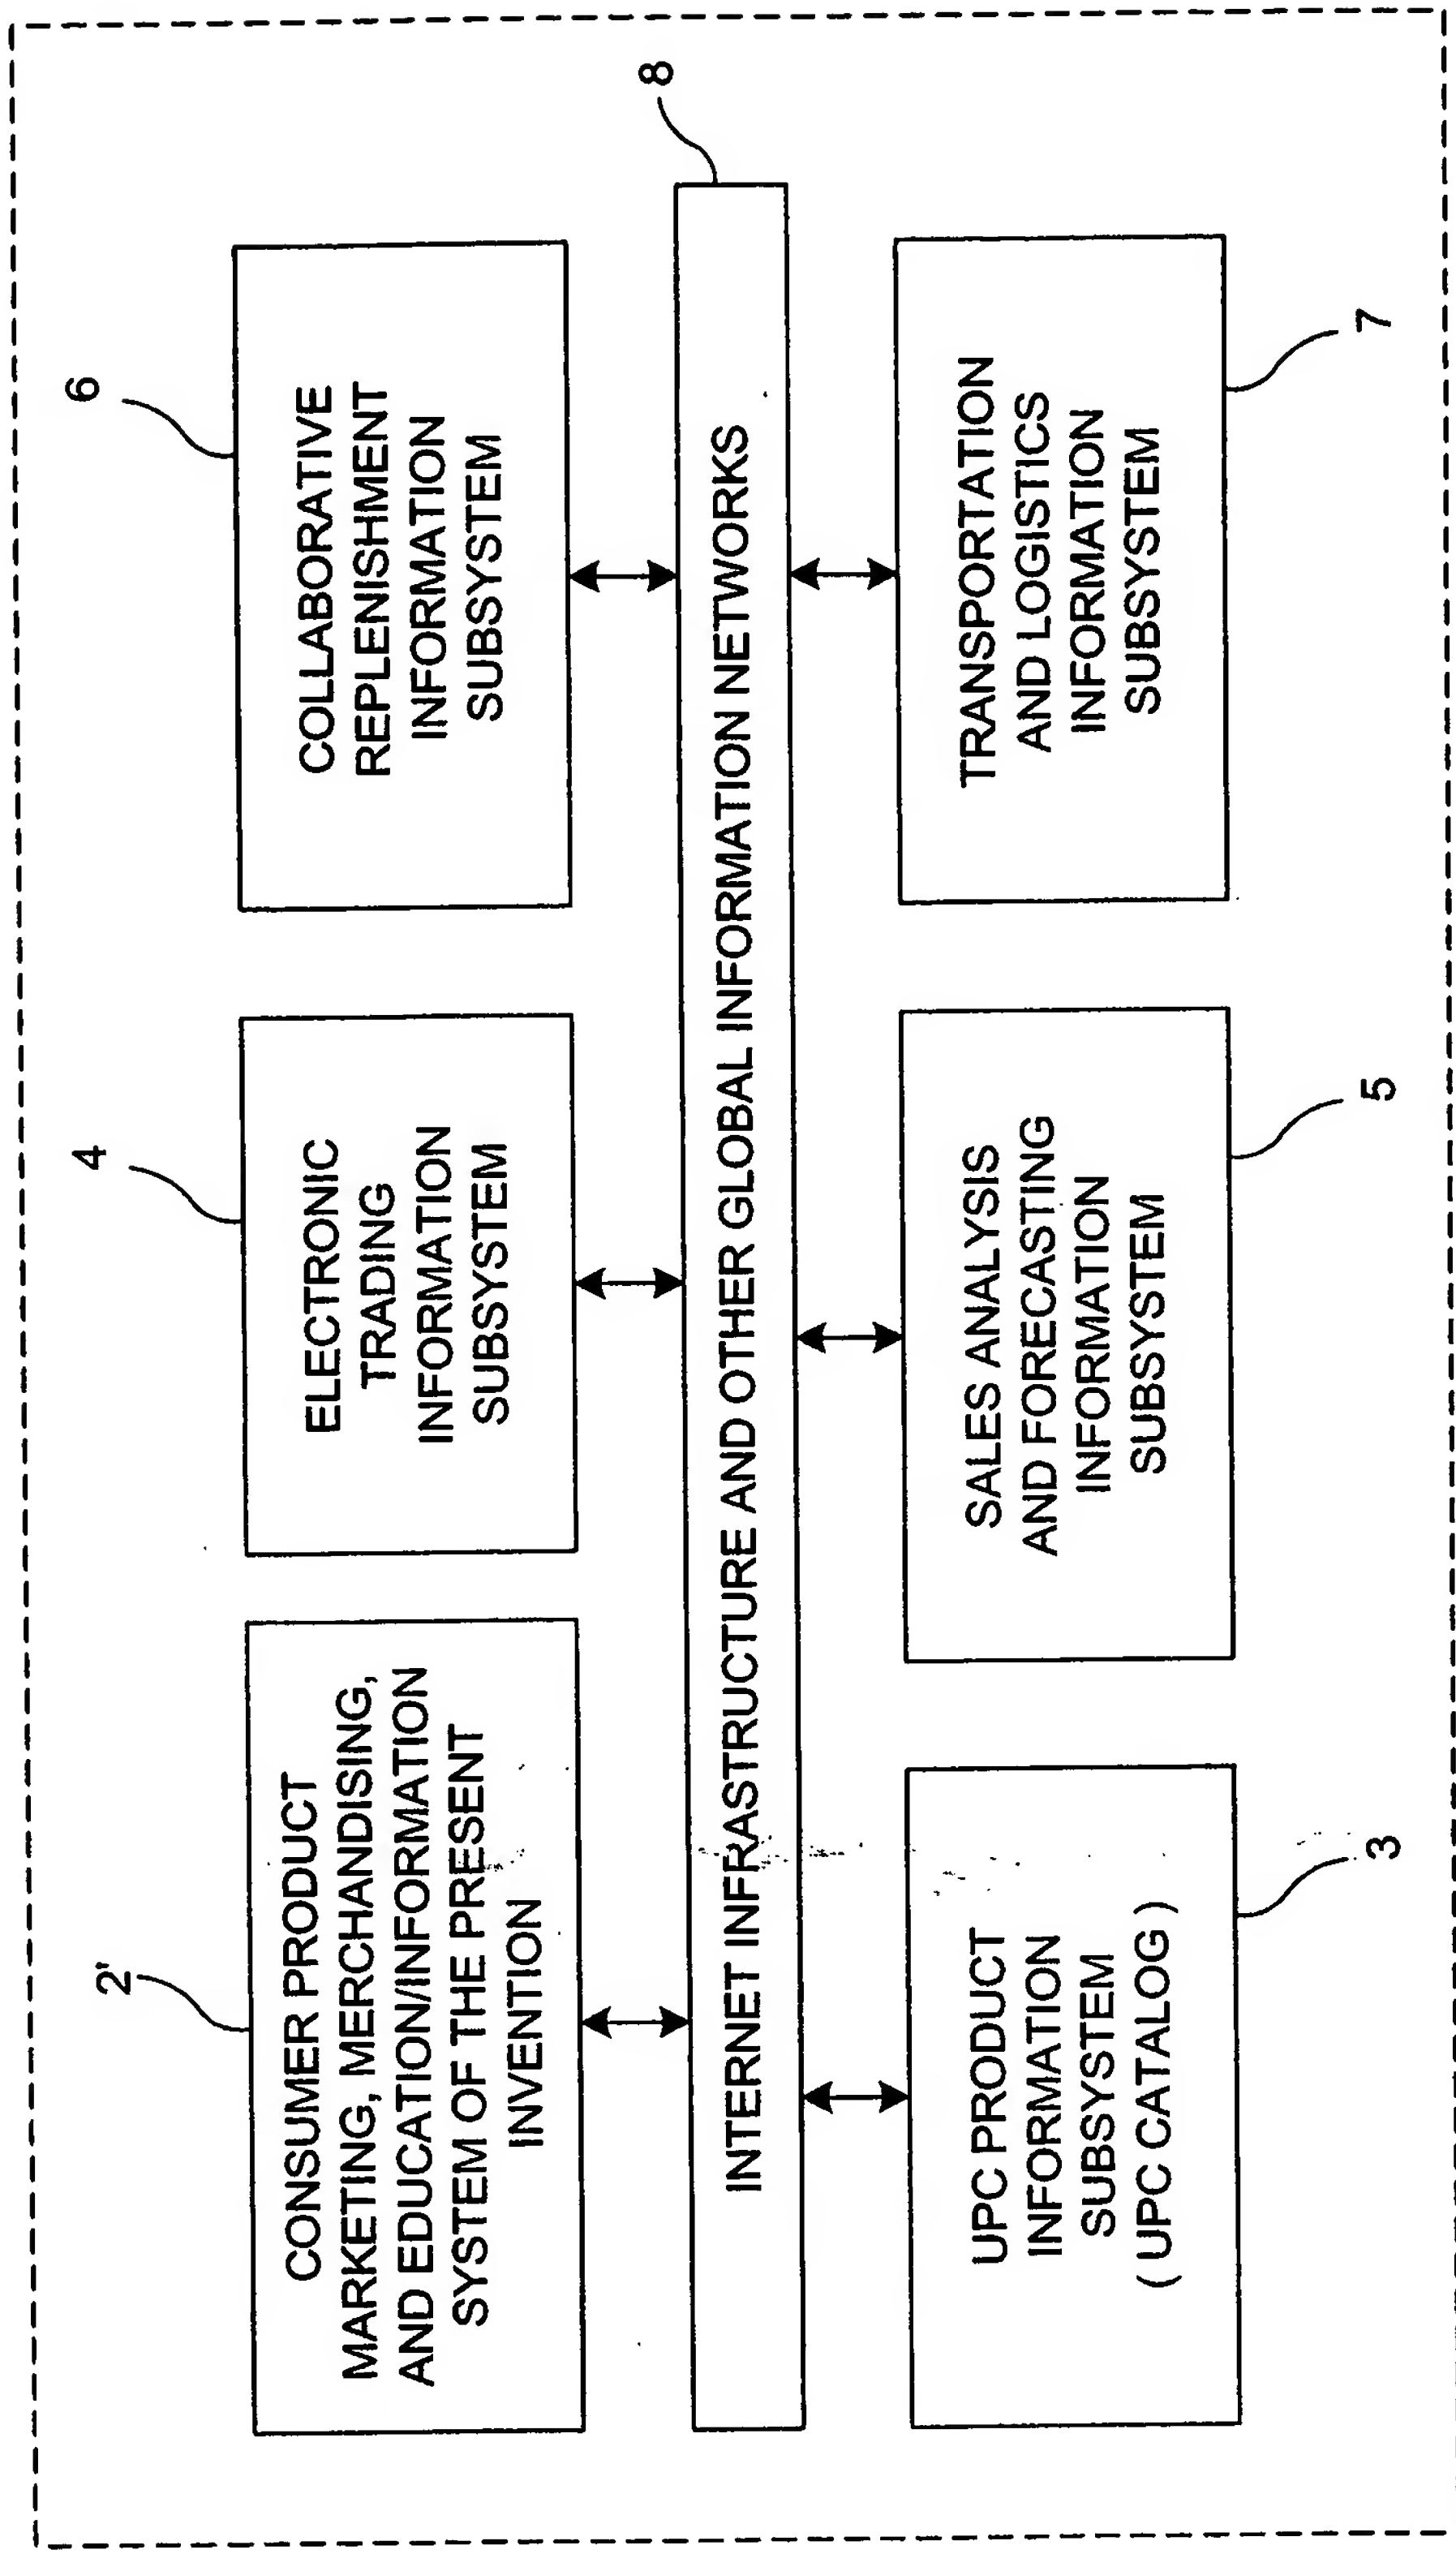 2'
CONSUMER PRODUCT
MARKETING, MERCHANDISING,
AND EDUCATION/INFORMATION
SYSTEM OF THE PRESENT
INVENTION
4
ELECTRONIC
TRADING
INFORMATION
SUBSYSTEM
6
COLLABORATIVE
REPLENISHMENT
INFORMATION
SUBSYSTEM
8
INTERNET INFRASTRUCTURE AND OTHER GLOBAL INFORMATION NETWORKS
UPC PRODUCT
INFORMATION
SUBSYSTEM
( UPC CATALOG )
3
SALES ANALYSIS
AND FORECASTING
INFORMATION
SUBSYSTEM
5
TRANSPORTATION
AND LOGISTICS
INFORMATION
SUBSYSTEM
7